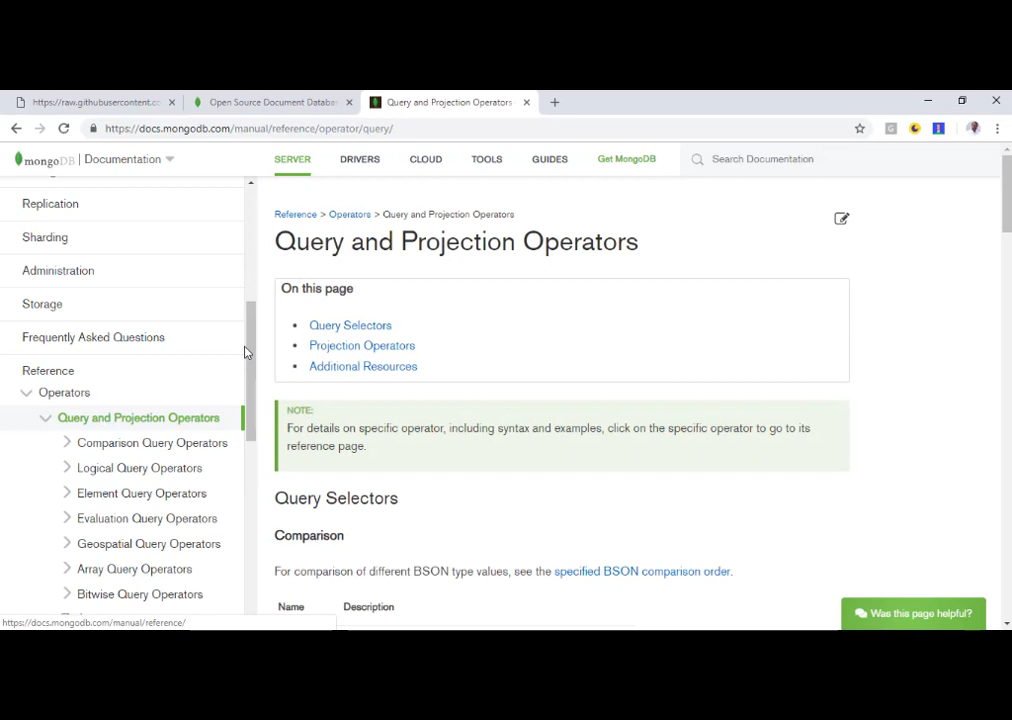 https://raw.githubusercontent.cc
Open Source Document Databa
Query and Projection Operators
https://docs.mongodb.com/manual/reference/operator/query/
mongoDB | Documentation
SERVER
DRIVERS
CLOUD
TOOLS
GUIDES
Get MongoDB
Search Documentation
Replication
Sharding
Administration
Storage
Frequently Asked Questions
Reference
Operators
Query and Projection Operators
Comparison Query Operators
Logical Query Operators
Element Query Operators
Evaluation Query Operators
Geospatial Query Operators
Array Query Operators
Bitwise Query Operators
https://docs.mongodb.com/manual/reference/
Reference > Operators > Query and Projection Operators
Query and Projection Operators
On this page
• Query Selectors
• Projection Operators
• Additional Resources
NOTE:
For details on specific operator, including syntax and examples, click on the specific operator to go to its
reference page.
Query Selectors
Comparison
For comparison of different BSON type values, see the specified BSON comparison order.
Name Description
Was this page helpful?